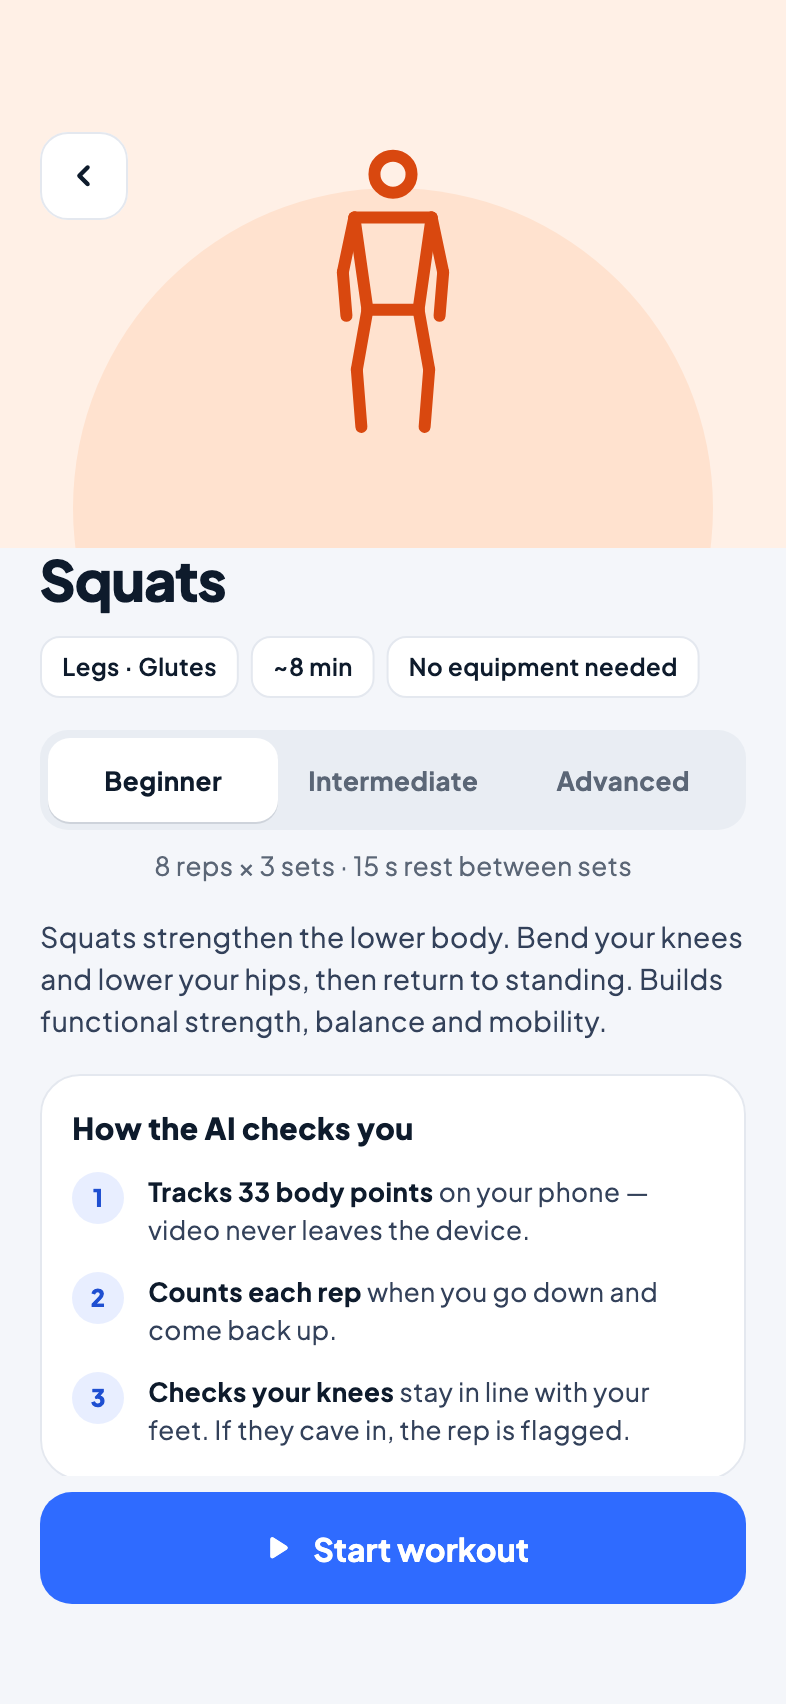 Squats
Legs · Glutes
~8 min
No equipment needed
Beginner
Intermediate
Advanced
8 reps × 3 sets · 15 s rest between sets
Squats strengthen the lower body. Bend your knees
and lower your hips, then return to standing. Builds
functional strength, balance and mobility.
How the AI checks you
1
Tracks 33 body points on your phone —
video never leaves the device.
2
Counts each rep when you go down and
come back up.
3
Checks your knees stay in line with your
feet. If they cave in, the rep is flagged.
Start workout